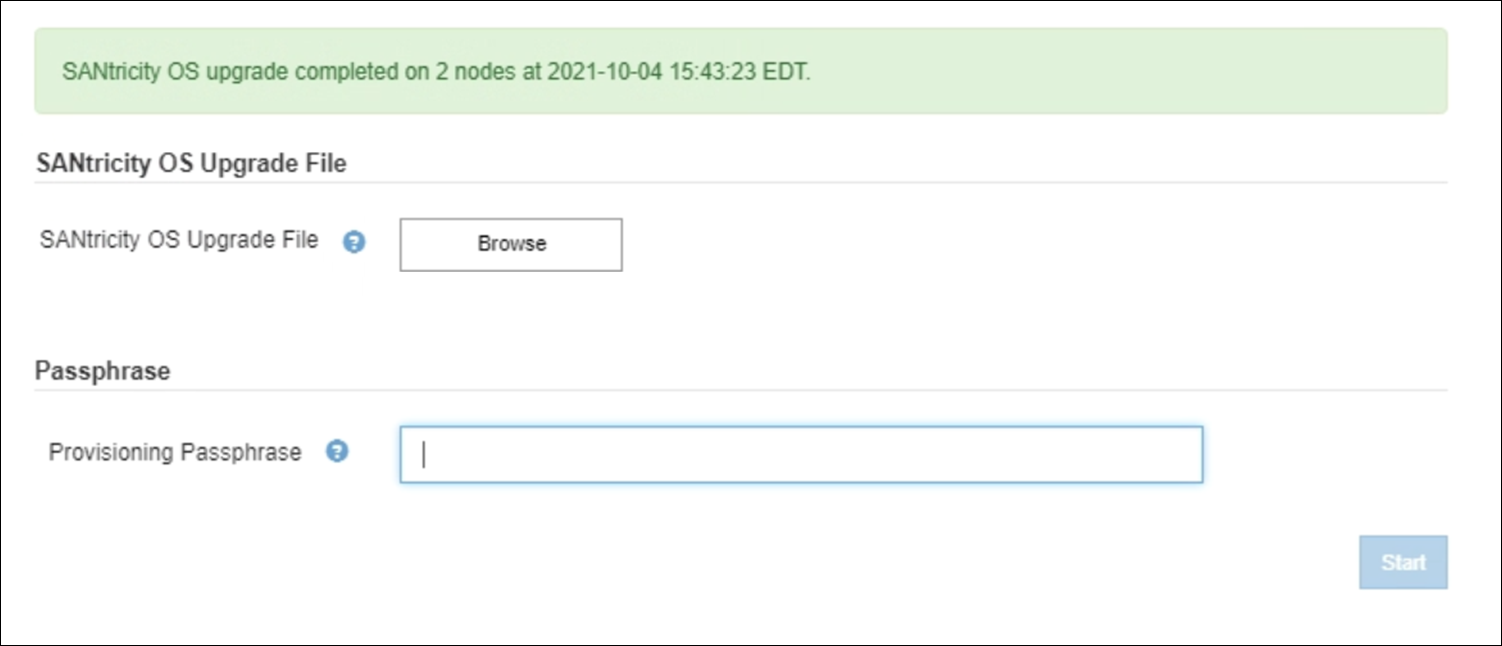 SANtricity OS upgrade completed on 2 nodes at 2021-10-04 15:43:23 EDT.
SANtricity OS Upgrade File
SANtricity OS Upgrade File ? Browse
Passphrase
Provisioning Passphrase ?
Start